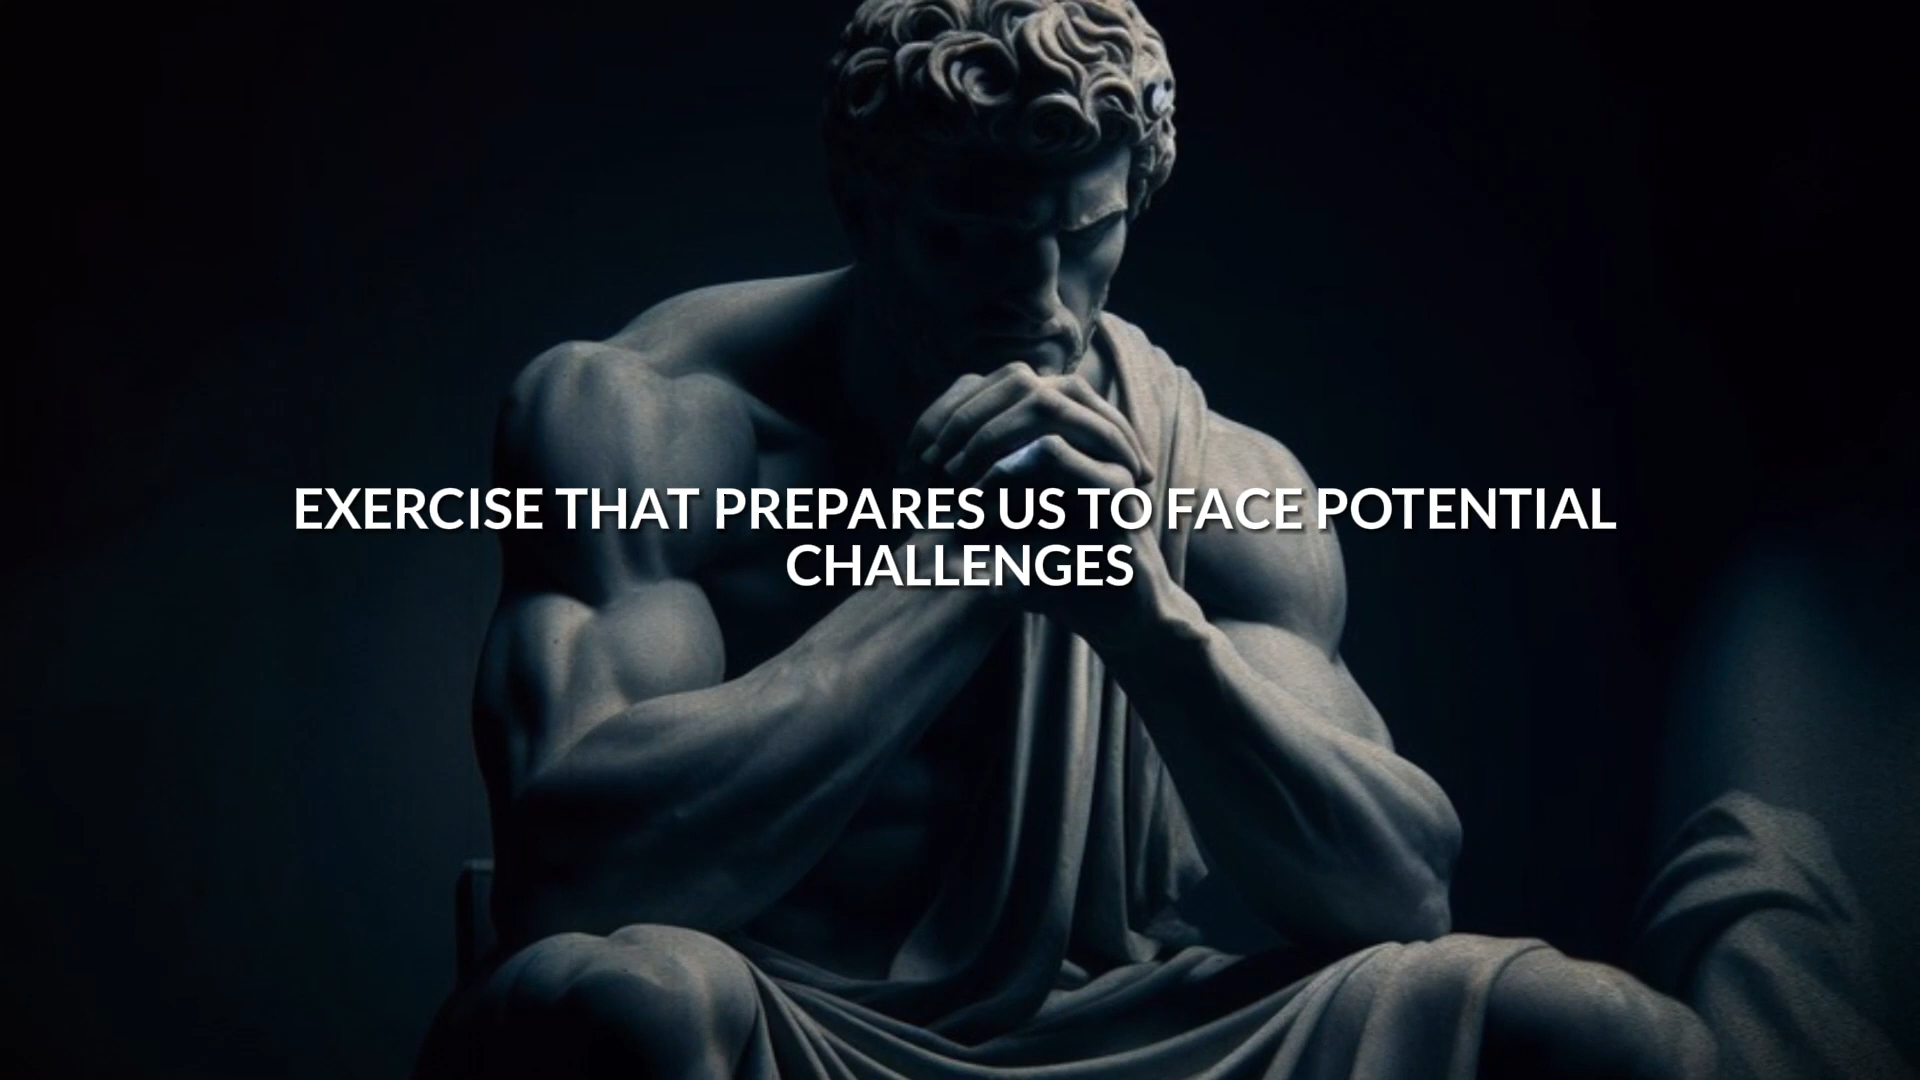 EXERCISE THAT PREPARES US TO FACE POTENTIAL
CHALLENGES